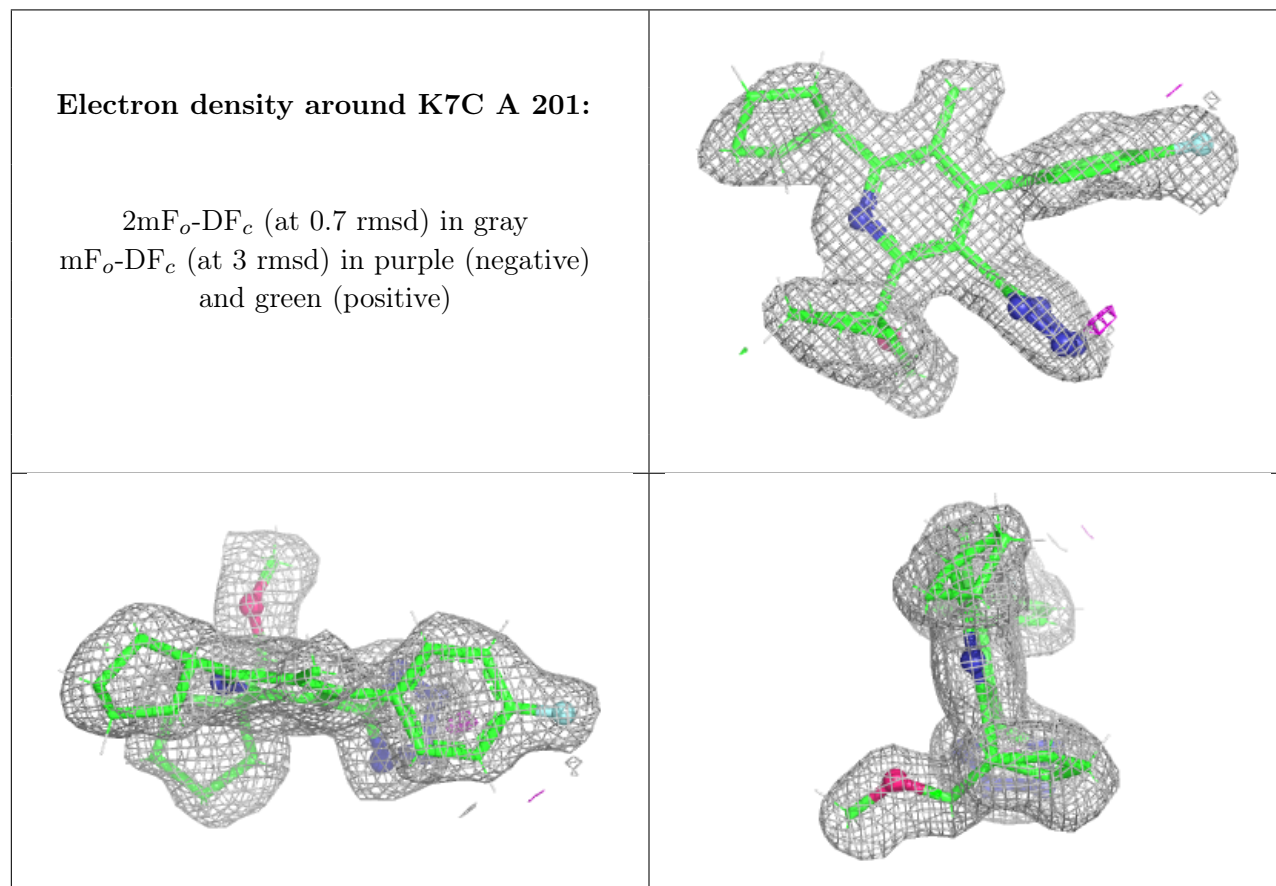 Electron density around K7C A 201:
2mFo-DFc (at 0.7 rmsd) in gray
mFo-DFc (at 3 rmsd) in purple (negative)
and green (positive)